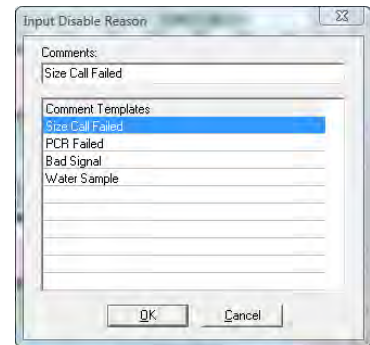 Input Disable Reason
Comments:
Size Call Failed
Comment Templates
Size Call Failed
PCR Failed
Bad Signal
Water Sample
OK Cancel